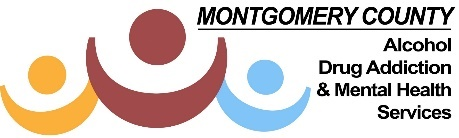 MONTGOMERY COUNTY
Alcohol
Drug Addiction
& Mental Health
Services